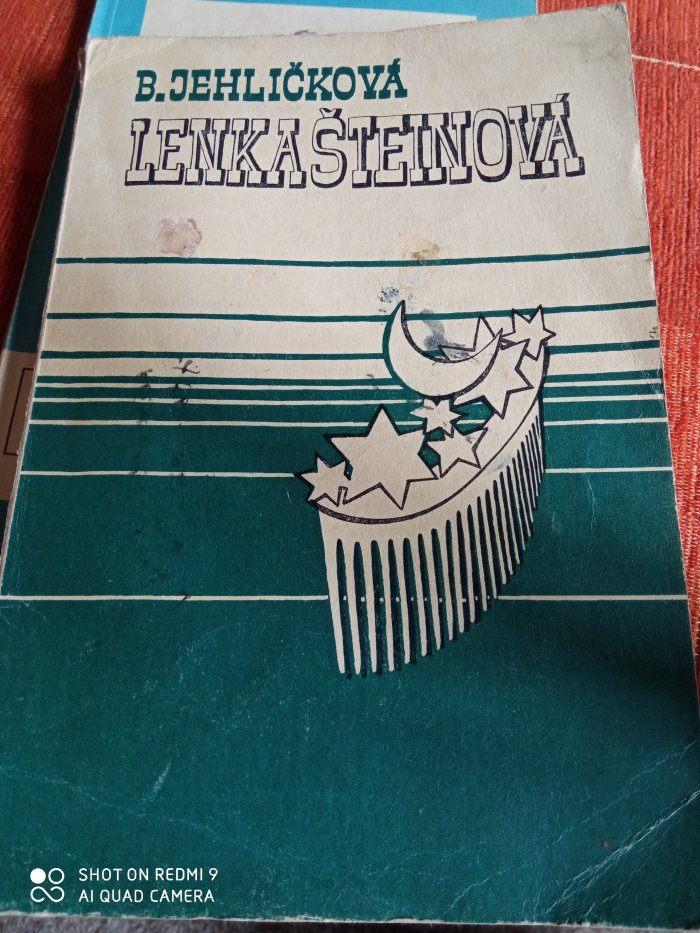 B. JEHLIČKOVÁ
LENKA ŠTEINOVÁ
SHOT ON REDMI 9
AI QUAD CAMERA